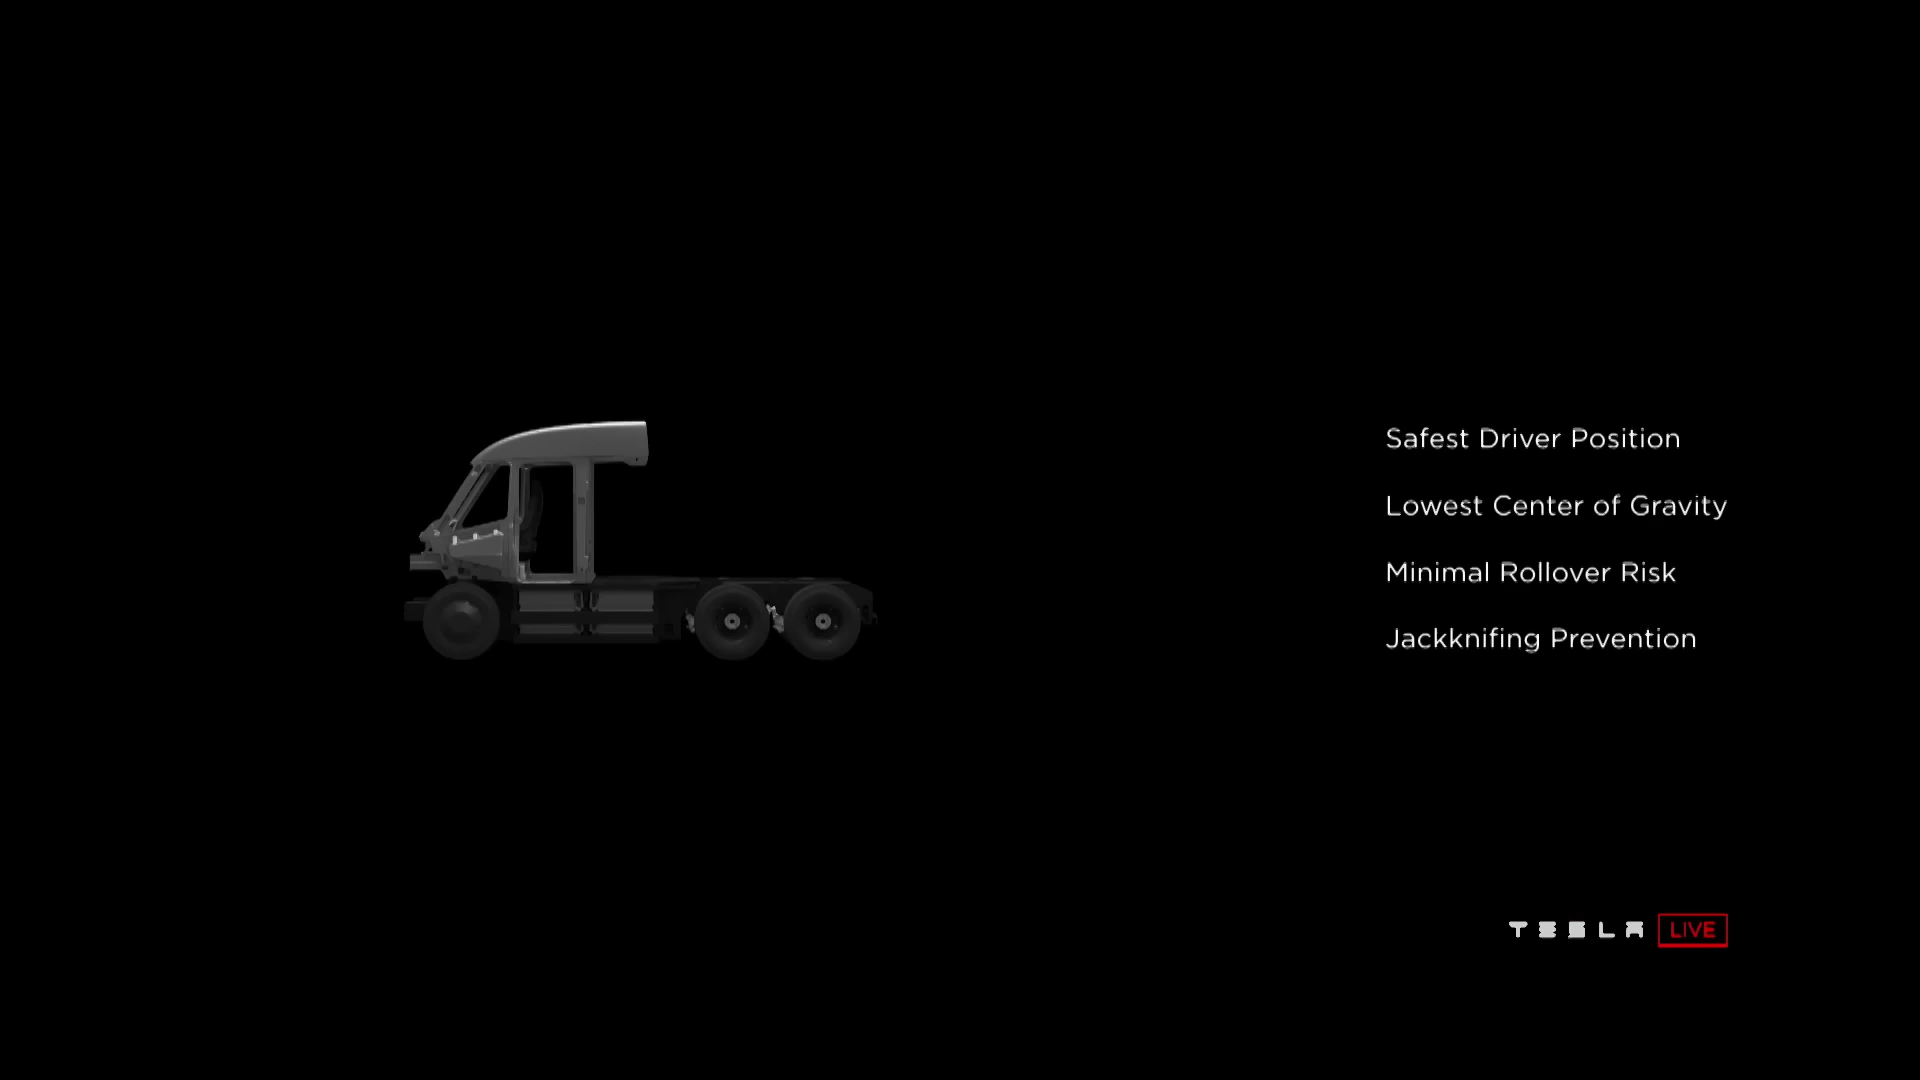 Safest Driver Position
Lowest Center of Gravity
Minimal Rollover Risk
Jackknifing Prevention
TESLA LIVE